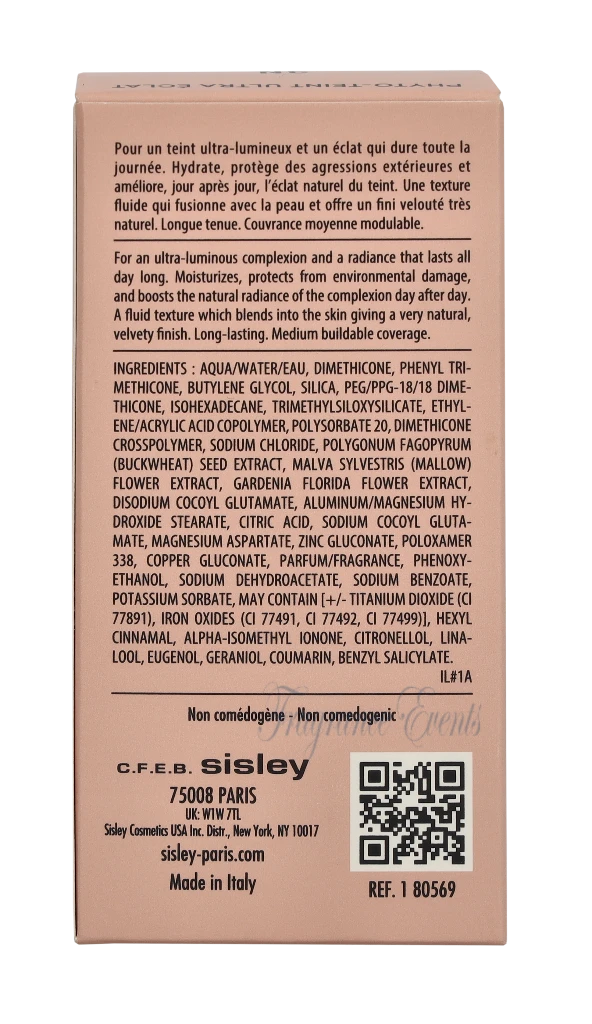 PHYTO-TEINT ULTRA ÉCLAT
Pour un teint ultra-lumineux et un éclat qui dure toute la
journée. Hydrate, protège des agressions extérieures et
améliore, jour après jour, l'éclat naturel du teint. Une texture
fluide qui fusionne avec la peau et offre un fini velouté très
naturel. Longue tenue. Couvrance moyenne modulable.
For an ultra-luminous complexion and a radiance that lasts all
day long. Moisturizes, protects from environmental damage,
and boosts the natural radiance of the complexion day after day.
A fluid texture which blends into the skin giving a very natural,
velvety finish. Long-lasting. Medium buildable coverage.
INGREDIENTS : AQUA/WATER/EAU, DIMETHICONE, PHENYL TRI-
METHICONE, BUTYLENE GLYCOL, SILICA, PEG/PPG-18/18 DIME-
THICONE, ISOHEXADECANE, TRIMETHYLSILOXYSILICATE, ETHYL-
ENE/ACRYLIC ACID COPOLYMER, POLYSORBATE 20, DIMETHICONE
CROSSPOLYMER, SODIUM CHLORIDE, POLYGONUM FAGOPYRUM
(BUCKWHEAT) SEED EXTRACT, MALVA SYLVESTRIS (MALLOW)
FLOWER EXTRACT, GARDENIA FLORIDA FLOWER EXTRACT,
DISODIUM COCOYL GLUTAMATE, ALUMINUM/MAGNESIUM HY-
DROXIDE STEARATE, CITRIC ACID, SODIUM COCOYL GLUTA-
MATE, MAGNESIUM ASPARTATE, ZINC GLUCONATE, POLOXAMER
338, COPPER GLUCONATE, PARFUM/FRAGRANCE, PHENOXY-
ETHANOL, SODIUM DEHYDROACETATE, SODIUM BENZOATE,
POTASSIUM SORBATE, MAY CONTAIN [+/- TITANIUM DIOXIDE (CI
77891), IRON OXIDES (CI 77491, CI 77492, CI 77499)], HEXYL
CINNAMAL, ALPHA-ISOMETHYL IONONE, CITRONELLOL, LINA-
LOOL, EUGENOL, GERANIOL, COUMARIN, BENZYL SALICYLATE.
IL#1A
Fragrance Events
Non comédogène - Non comedogenic
C.F.E.B. sisley
75008 PARIS
UK: W1W 7TL
Sisley Cosmetics USA Inc. Distr., New York, NY 10017
sisley-paris.com
Made in Italy
REF. 1 80569